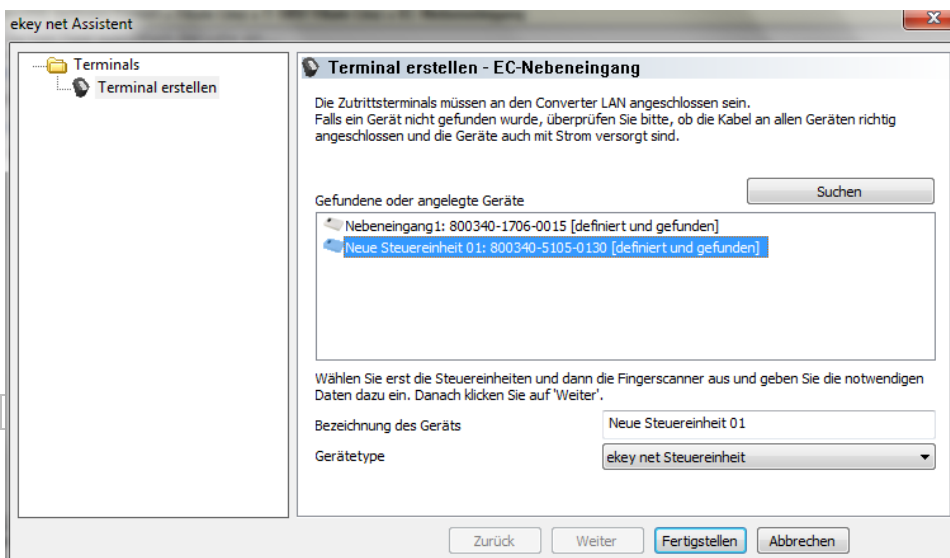 ekey net Assistent
Terminals
Terminal erstellen
Terminal erstellen - EC-Nebeneingang
Die Zutrittsterminals müssen an den Converter LAN angeschlossen sein.
Falls ein Gerät nicht gefunden wurde, überprüfen Sie bitte, ob die Kabel an allen Geräten richtig
angeschlossen und die Geräte auch mit Strom versorgt sind.
Suchen
Gefundene oder angelegte Geräte
Nebeneingang1: 800340-1706-0015 [definiert und gefunden]
Neue Steuereinheit 01: 800340-5105-0130 [definiert und gefunden]
Wählen Sie erst die Steuereinheiten und dann die Fingerscanner aus und geben Sie die notwendigen
Daten dazu ein. Danach klicken Sie auf 'Weiter'.
Bezeichnung des Geräts
Neue Steuereinheit 01
Gerätetype
ekey net Steuereinheit
Zurück
Weiter
Fertigstellen
Abbrechen